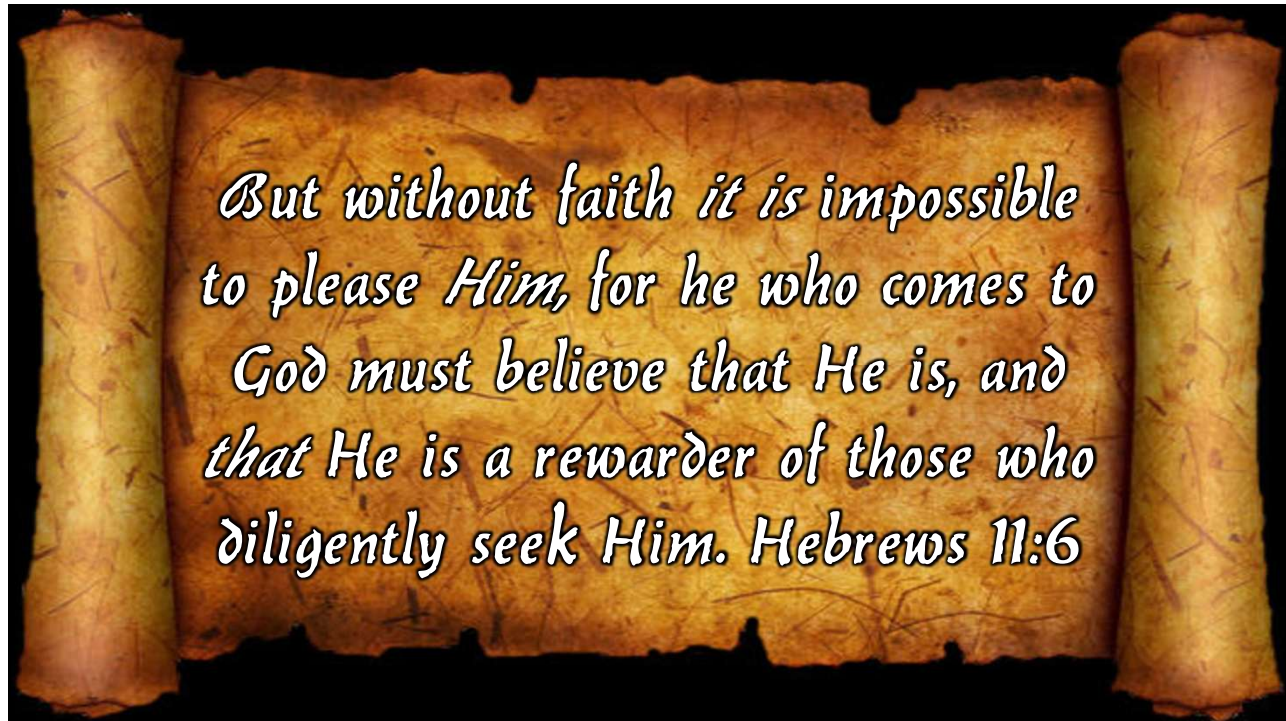 But without faith it is impossible
to please Him, for he who comes to
God must believe that He is, and
that He is a rewarder of those who
diligently seek Him. Hebrews 11:6